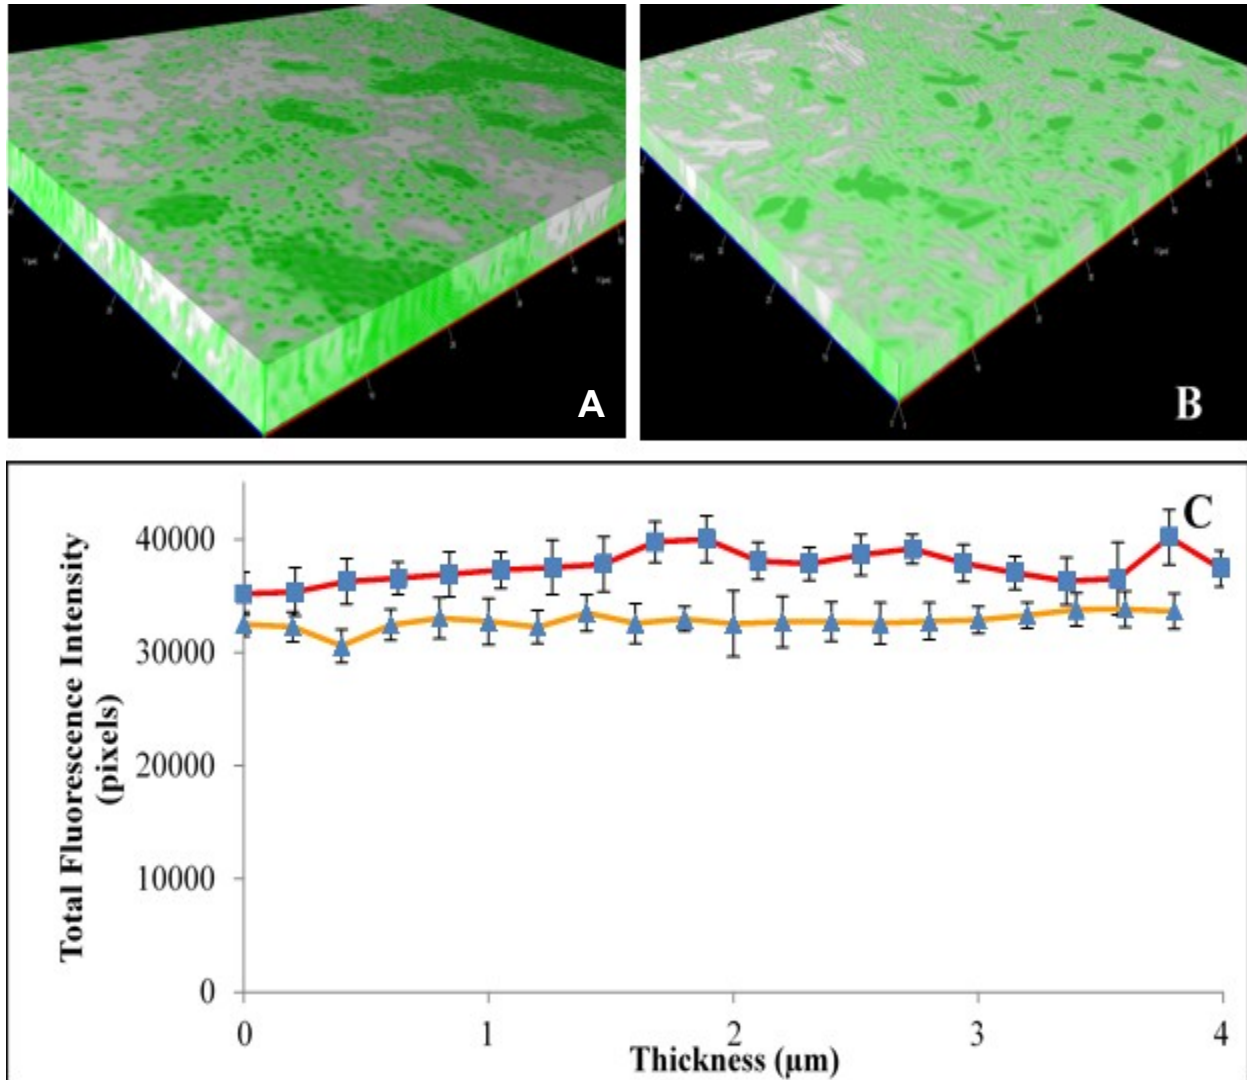 A
B
C
Total Fluorescence Intensity
(pixels)
40000
30000
20000
10000
0
0 1 2 3 4
Thickness (µm)